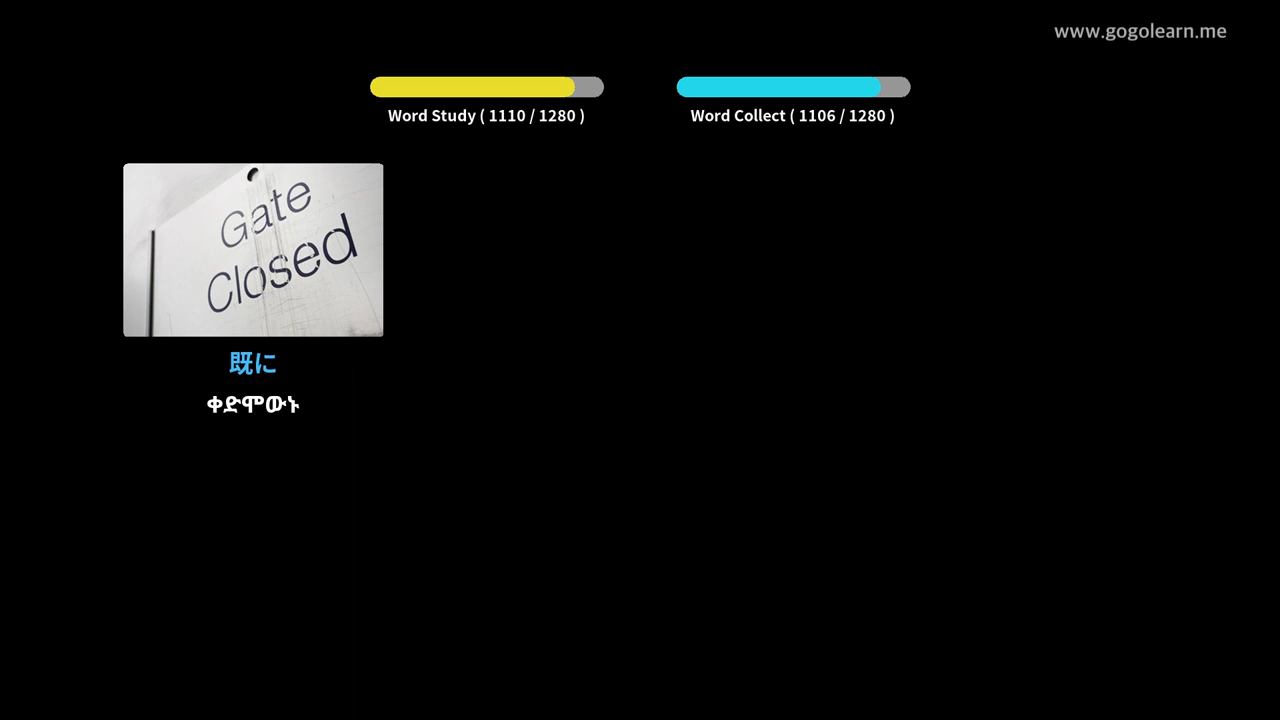 www.gogolearn.me
Word Study ( 1110 / 1280 )
Word Collect ( 1106 / 1280 )
Gate
Closed
既に
ቀድሞውኑ